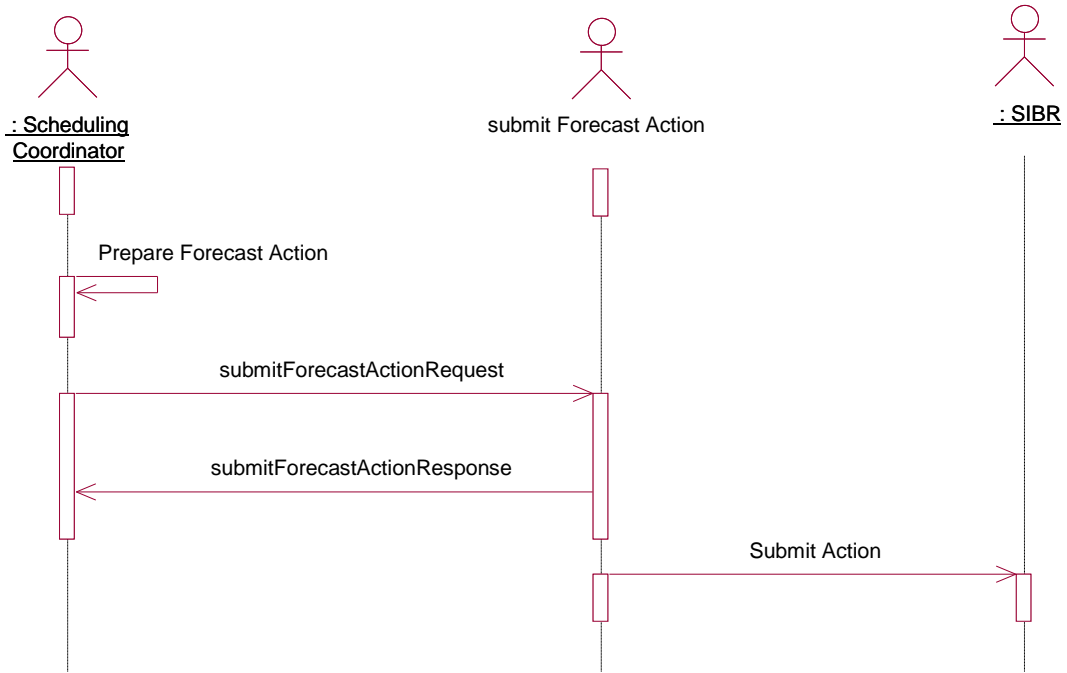 : Scheduling
Coordinator
submit Forecast Action
: SIBR
Prepare Forecast Action
submitForecastActionRequest
submitForecastActionResponse
Submit Action